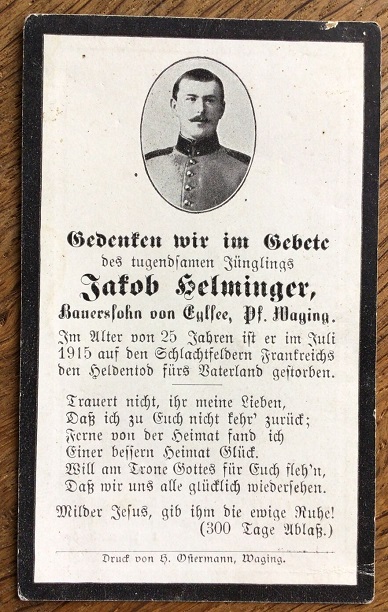 Gedenken wir im Gebete
des tugendsamen Jünglings
Jakob Helminger,
Bauerssohn von Eglsee, Pf. Waging.
Im Alter von 25 Jahren ist er im Juli
1915 auf den Schlachtfeldern Frankreichs
den Heldentod fürs Vaterland gestorben.
Trauert nicht, ihr meine Lieben,
Daß ich zu Euch nicht kehr' zurück;
Ferne von der Heimat fand ich
Einer bessern Heimat Glück.
Will am Trone Gottes für Euch fleh'n,
Daß wir uns alle glücklich wiedersehen.
Milder Jesus, gib ihm die ewige Ruhe!
(300 Tage Ablaß.)
Druck von H. Ostermann, Waging.